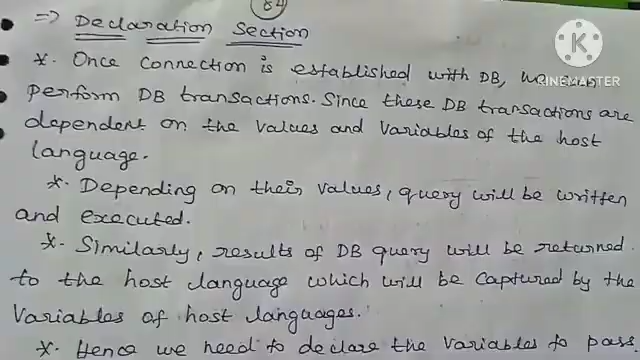 84
⇒ Declaration Section
*. Once connection is established with DB, we can
perform DB transactions. Since these DB transactions are
dependent on the values and variables of the host
language.
*. Depending on their values, query will be written
and executed.
*. Similarly, results of DB query will be returned
to the host language which will be captured by the
variables of host languages.
*. Hence we need to declare the variables to pass
K
KINEMASTER